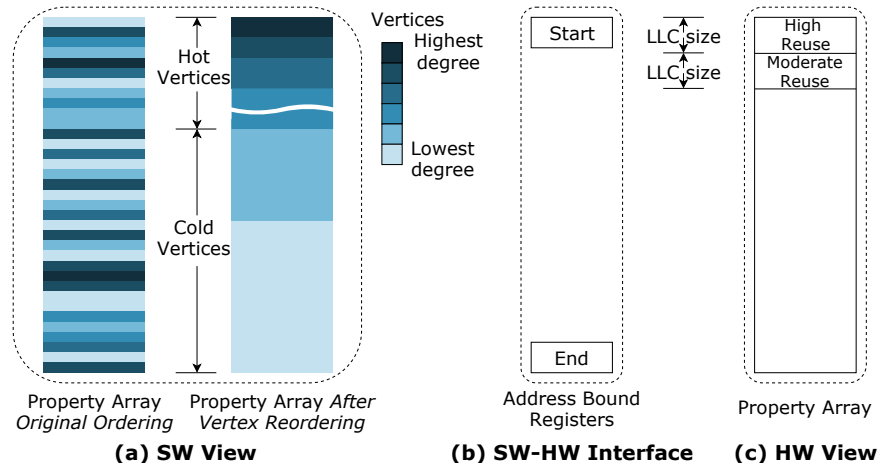 Vertices
Highest
degree
Lowest
degree
Hot
Vertices
Cold
Vertices
Property Array
Original Ordering
Property Array After
Vertex Reordering
(a) SW View
Start
End
Address Bound
Registers
(b) SW-HW Interface
LLC size
LLC size
High
Reuse
Moderate
Reuse
Property Array
(c) HW View